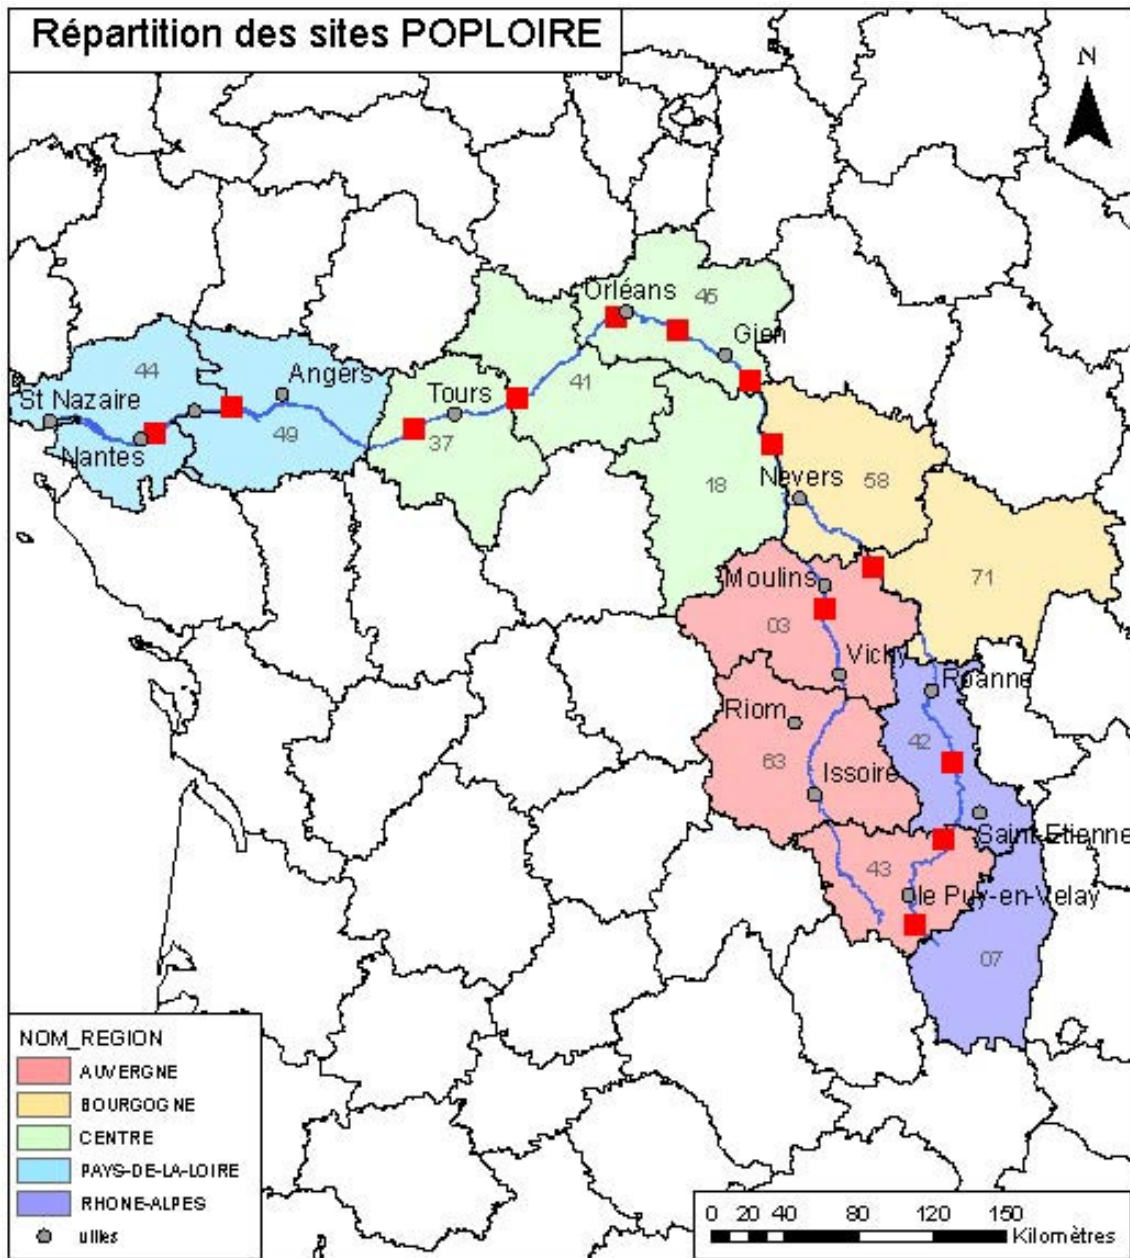 Répartition des sites POPLOIRE
N
Orléans
45
Gien
44
Angers
St Nazaire
Tours
41
49
37
Nantes
18
Nevers
58
Moulins
71
03
Vichy
Roanne
Riom
42
63
Issoire
Saint-Etienne
43
le Puy-en-Velay
07
NOM_REGION
AUVERGNE
BOURGOGNE
CENTRE
PAYS-DE-LA-LOIRE
RHONE-ALPES
villes
0 20 40 80 120 150
Kilomètres